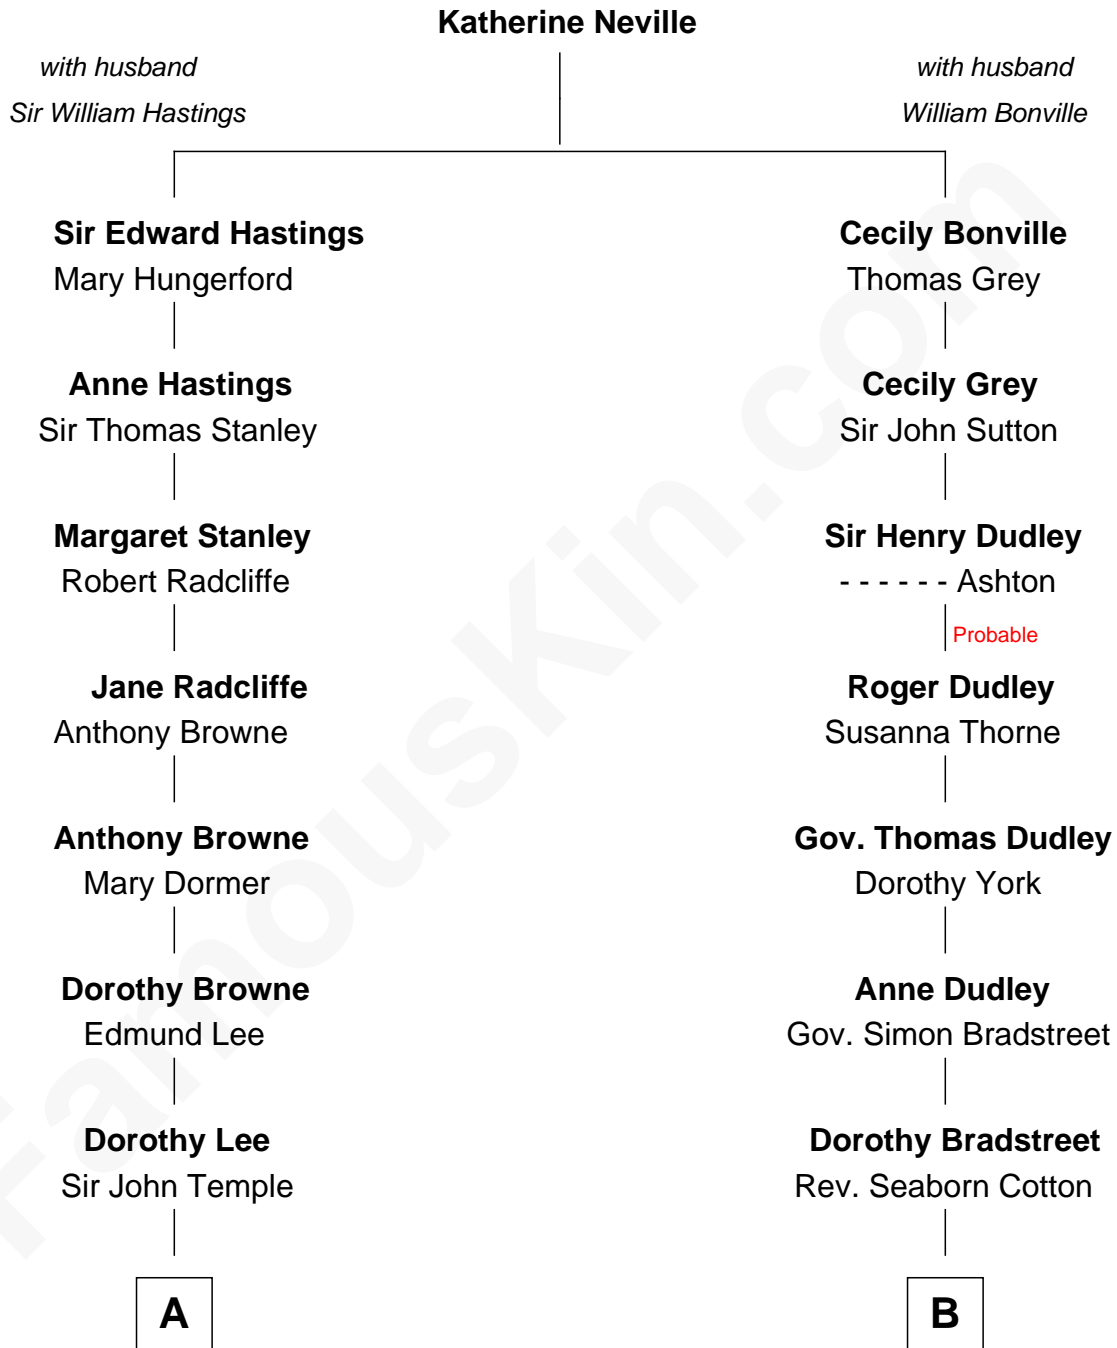 Katherine Neville
with husband
Sir William Hastings
with husband
William Bonville
Sir Edward Hastings
Mary Hungerford
Cecily Bonville
Thomas Grey
Anne Hastings
Sir Thomas Stanley
Cecily Grey
Sir John Sutton
Margaret Stanley
Robert Radcliffe
Sir Henry Dudley
- - - - - - Ashton
Probable
Jane Radcliffe
Anthony Browne
Roger Dudley
Susanna Thorne
Anthony Browne
Mary Dormer
Gov. Thomas Dudley
Dorothy York
Dorothy Browne
Edmund Lee
Anne Dudley
Gov. Simon Bradstreet
Dorothy Lee
Sir John Temple
Dorothy Bradstreet
Rev. Seaborn Cotton
A
B
FamousKin.com